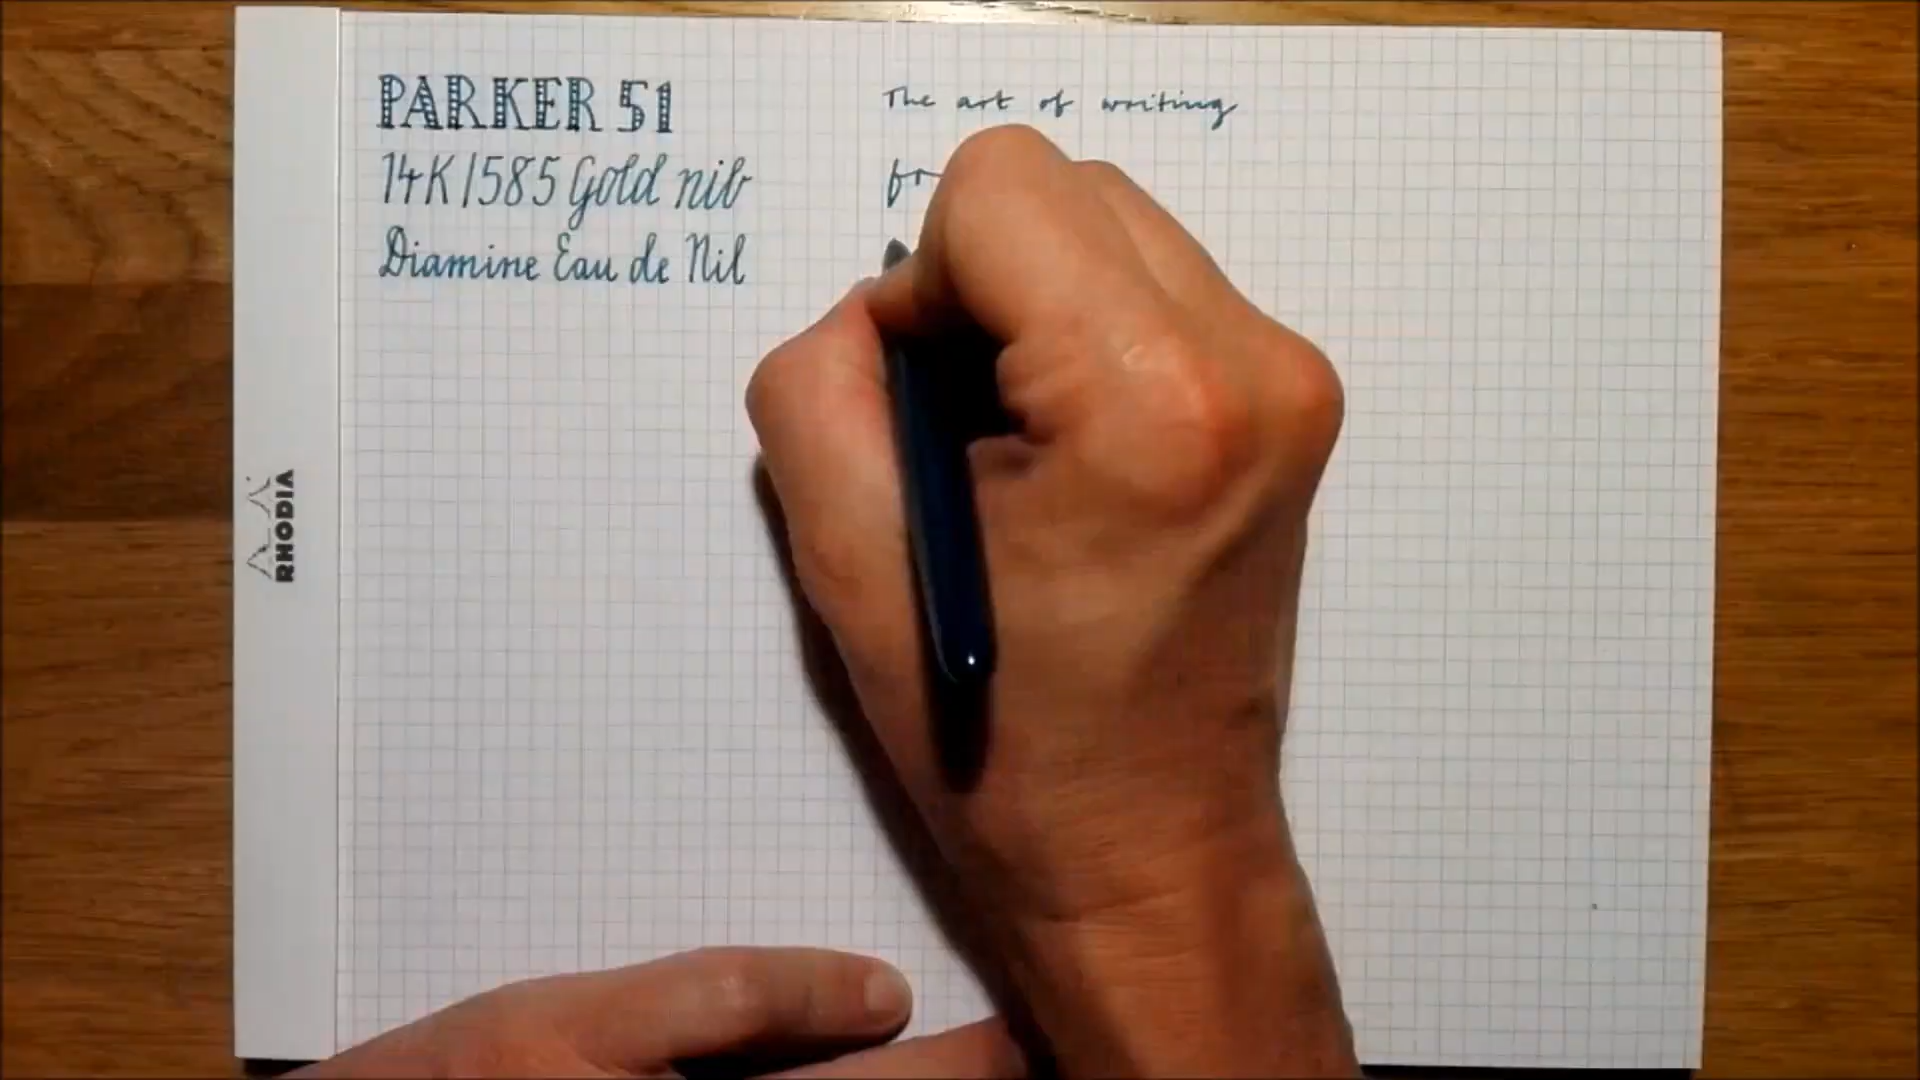 PARKER 51
14K/585 Gold nib
Diamine Eau de Nil
The art of writing
RHODIA